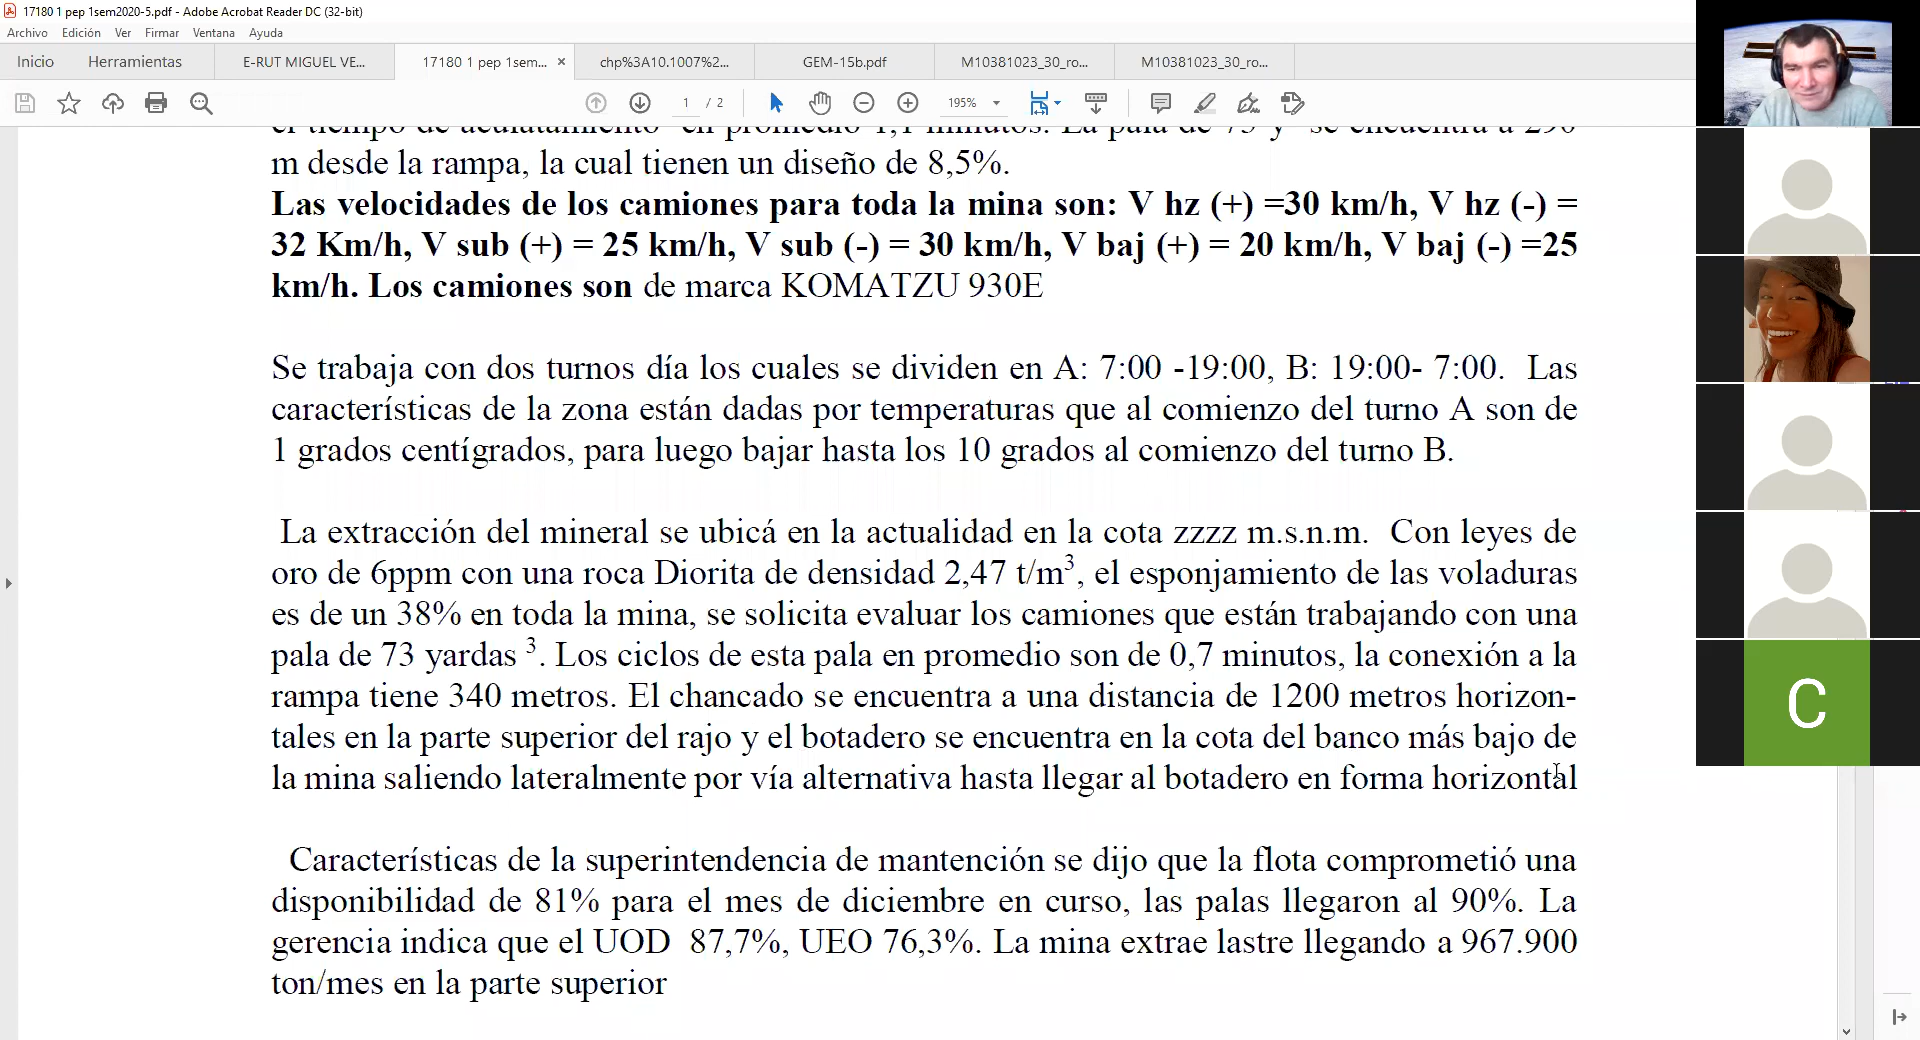 17180 1 pep 1sem2020-5.pdf - Adobe Acrobat Reader DC (32-bit)
Archivo Edición Ver Firmar Ventana Ayuda
Inicio Herramientas E-RUT MIGUEL VE... 17180 1 pep 1sem... × chp%3A10.1007%2... GEM-15b.pdf M10381023_30_ro... M10381023_30_ro...
1 / 2 195%
el tiempo de aculatamiento en promedio 1,1 minutos. La pala de 73 y se encuentra a 290
m desde la rampa, la cual tienen un diseño de 8,5%.
Las velocidades de los camiones para toda la mina son: V hz (+) =30 km/h, V hz (-) =
32 Km/h, V sub (+) = 25 km/h, V sub (-) = 30 km/h, V baj (+) = 20 km/h, V baj (-) =25
km/h. Los camiones son de marca KOMATZU 930E
Se trabaja con dos turnos día los cuales se dividen en A: 7:00 -19:00, B: 19:00- 7:00. Las
características de la zona están dadas por temperaturas que al comienzo del turno A son de
1 grados centígrados, para luego bajar hasta los 10 grados al comienzo del turno B.
La extracción del mineral se ubicá en la actualidad en la cota zzzz m.s.n.m. Con leyes de
oro de 6ppm con una roca Diorita de densidad 2,47 t/m3, el esponjamiento de las voladuras
es de un 38% en toda la mina, se solicita evaluar los camiones que están trabajando con una
pala de 73 yardas 3. Los ciclos de esta pala en promedio son de 0,7 minutos, la conexión a la
rampa tiene 340 metros. El chancado se encuentra a una distancia de 1200 metros horizon-
tales en la parte superior del rajo y el botadero se encuentra en la cota del banco más bajo de
la mina saliendo lateralmente por vía alternativa hasta llegar al botadero en forma horizontal
Características de la superintendencia de mantención se dijo que la flota comprometió una
disponibilidad de 81% para el mes de diciembre en curso, las palas llegaron al 90%. La
gerencia indica que el UOD 87,7%, UEO 76,3%. La mina extrae lastre llegando a 967.900
ton/mes en la parte superior
C